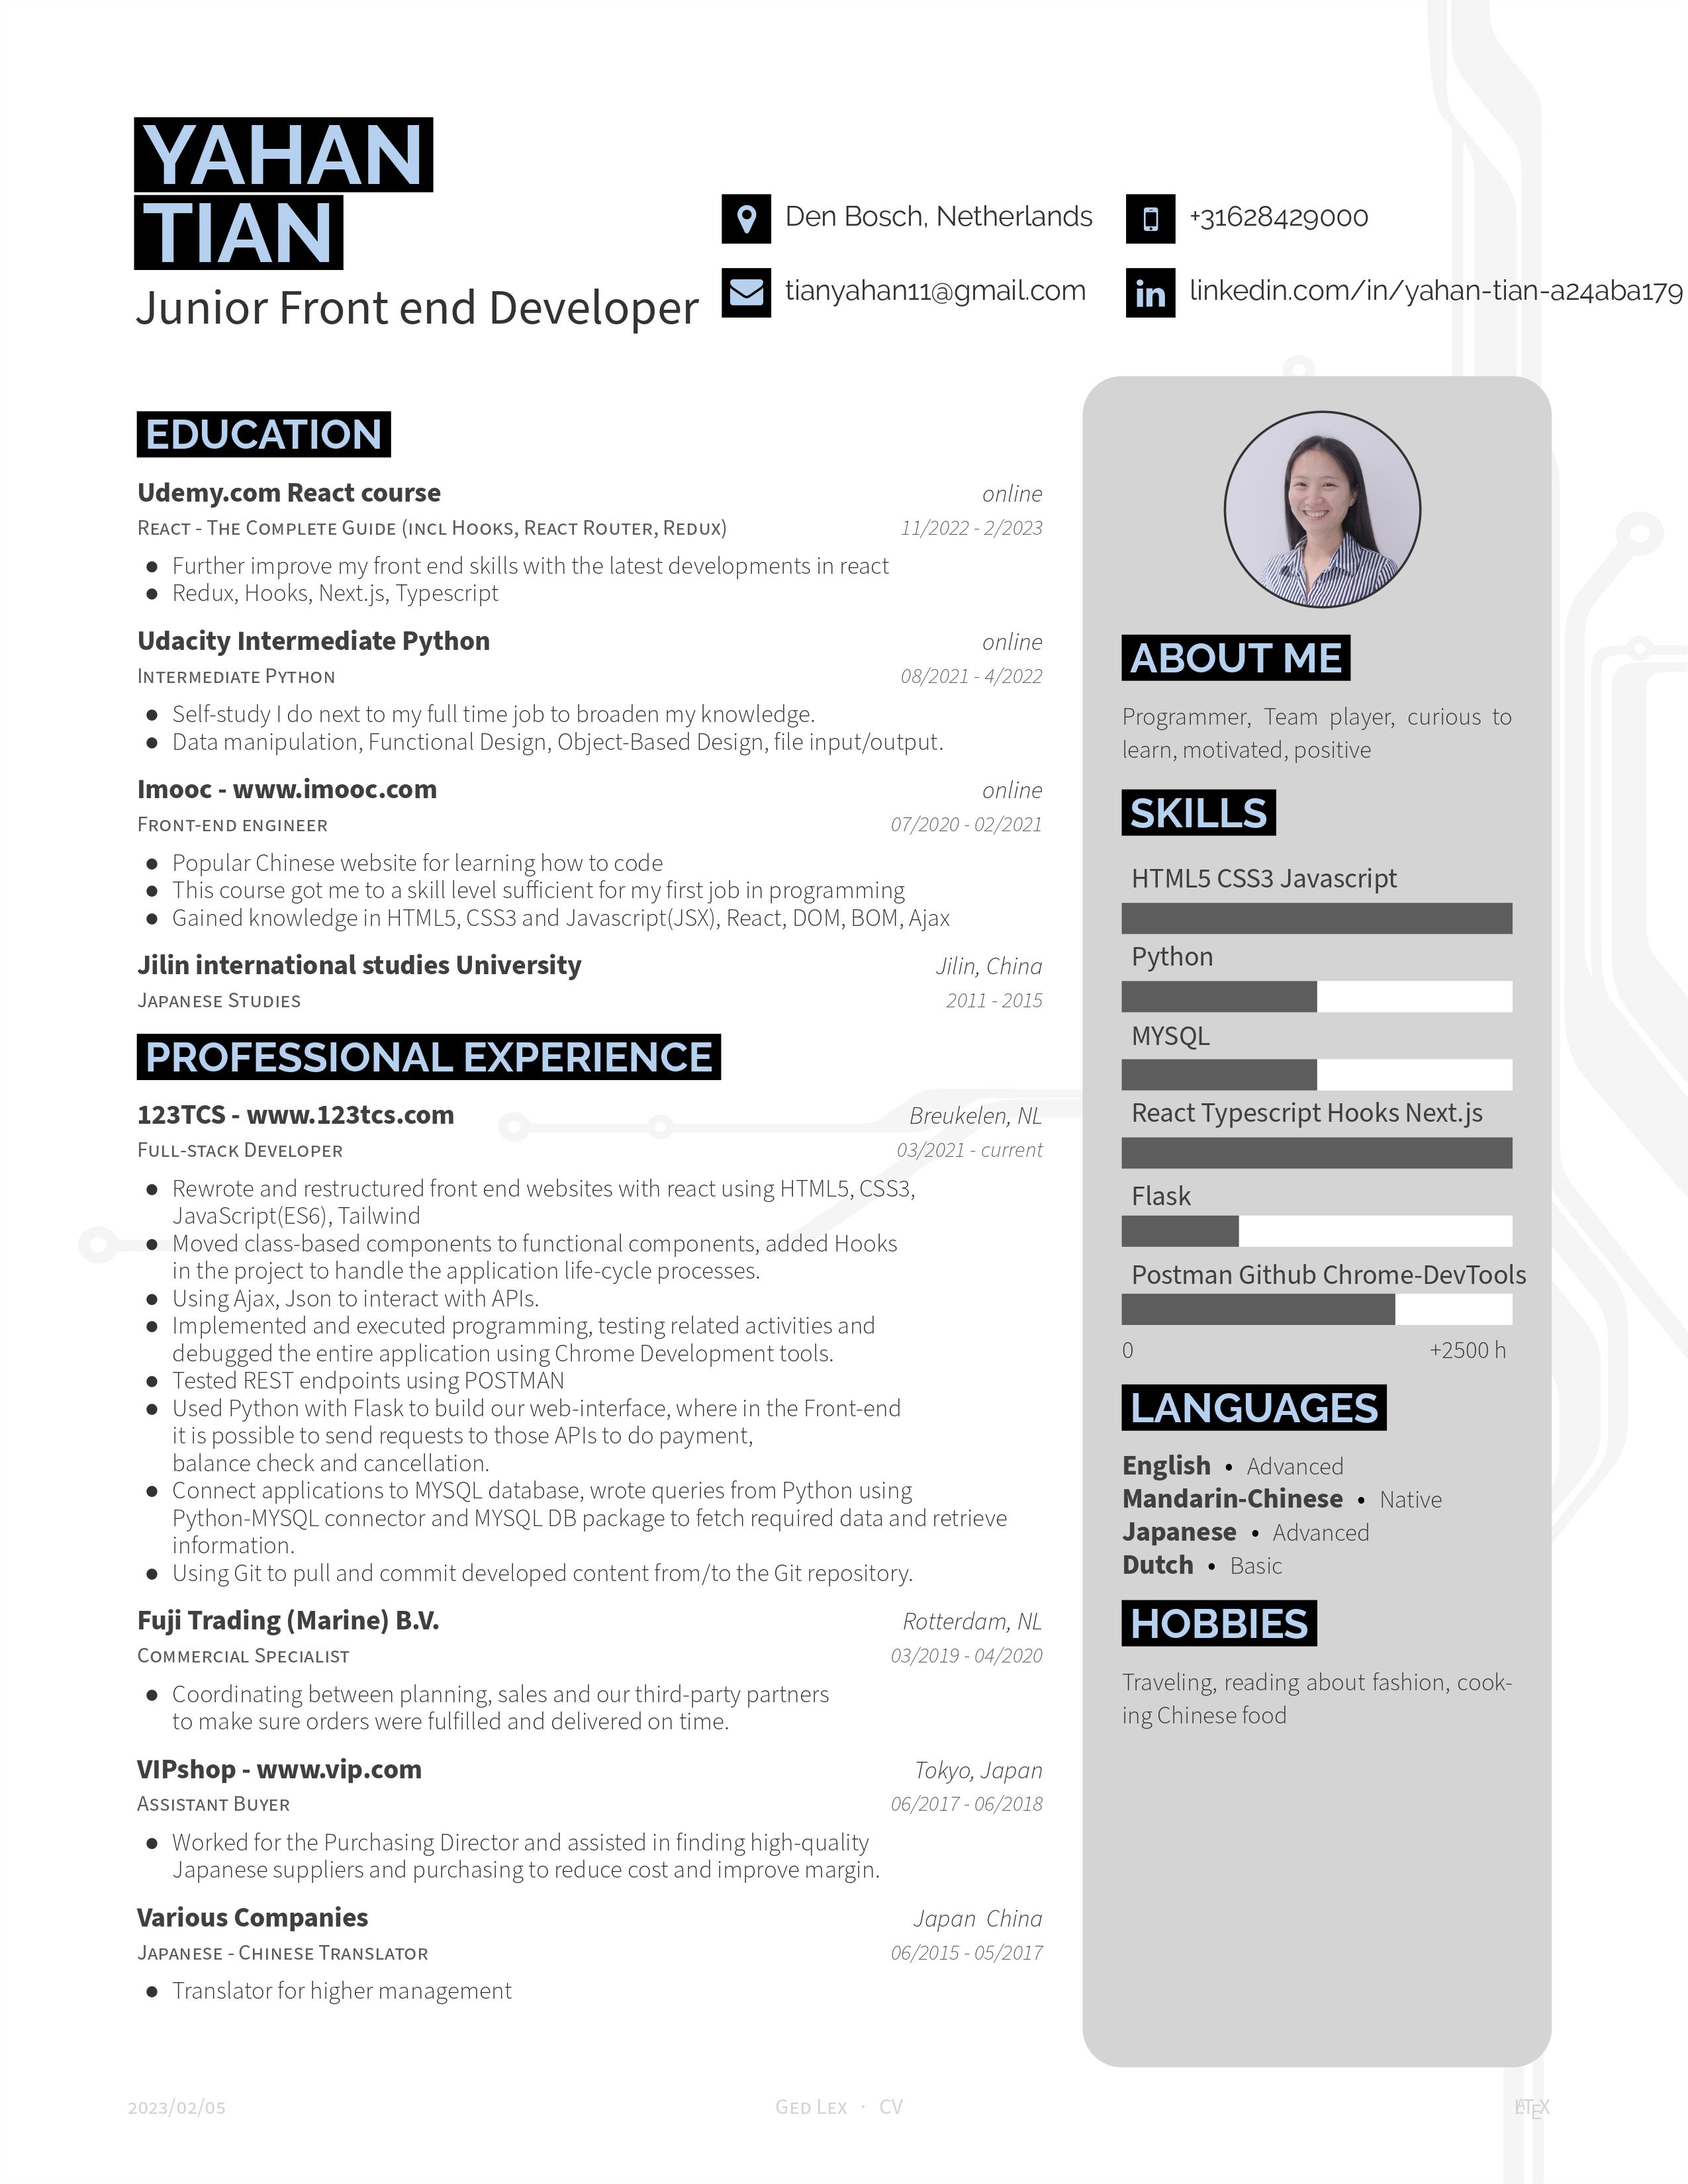 YAHAN
TIAN
Junior Front end Developer
Den Bosch, Netherlands
+31628429000
tianyahan11@gmail.com
linkedin.com/in/yahan-tian-a24aba179
EDUCATION
Udemy.com React course online
React - The Complete Guide (incl Hooks, React Router, Redux) 11/2022 - 2/2023
● Further improve my front end skills with the latest developments in react
● Redux, Hooks, Next.js, Typescript
Udacity Intermediate Python online
Intermediate Python 08/2021 - 4/2022
● Self-study I do next to my full time job to broaden my knowledge.
● Data manipulation, Functional Design, Object-Based Design, file input/output.
Imooc - www.imooc.com online
Front-end engineer 07/2020 - 02/2021
● Popular Chinese website for learning how to code
● This course got me to a skill level sufficient for my first job in programming
● Gained knowledge in HTML5, CSS3 and Javascript(JSX), React, DOM, BOM, Ajax
Jilin international studies University Jilin, China
Japanese Studies 2011 - 2015
PROFESSIONAL EXPERIENCE
123TCS - www.123tcs.com Breukelen, NL
Full-stack Developer 03/2021 - current
● Rewrote and restructured front end websites with react using HTML5, CSS3,
JavaScript(ES6), Tailwind
● Moved class-based components to functional components, added Hooks
in the project to handle the application life-cycle processes.
● Using Ajax, Json to interact with APIs.
● Implemented and executed programming, testing related activities and
debugged the entire application using Chrome Development tools.
● Tested REST endpoints using POSTMAN
● Used Python with Flask to build our web-interface, where in the Front-end
it is possible to send requests to those APIs to do payment,
balance check and cancellation.
● Connect applications to MYSQL database, wrote queries from Python using
Python-MYSQL connector and MYSQL DB package to fetch required data and retrieve
information.
● Using Git to pull and commit developed content from/to the Git repository.
Fuji Trading (Marine) B.V. Rotterdam, NL
Commercial Specialist 03/2019 - 04/2020
● Coordinating between planning, sales and our third-party partners
to make sure orders were fulfilled and delivered on time.
VIPshop - www.vip.com Tokyo, Japan
Assistant Buyer 06/2017 - 06/2018
● Worked for the Purchasing Director and assisted in finding high-quality
Japanese suppliers and purchasing to reduce cost and improve margin.
Various Companies Japan China
Japanese - Chinese Translator 06/2015 - 05/2017
● Translator for higher management
ABOUT ME
Programmer, Team player, curious to
learn, motivated, positive
SKILLS
HTML5 CSS3 Javascript
Python
MYSQL
React Typescript Hooks Next.js
Flask
Postman Github Chrome-DevTools
0 +2500 h
LANGUAGES
English • Advanced
Mandarin-Chinese • Native
Japanese • Advanced
Dutch • Basic
HOBBIES
Traveling, reading about fashion, cook-
ing Chinese food
2023/02/05 Ged Lex · CV LATEX